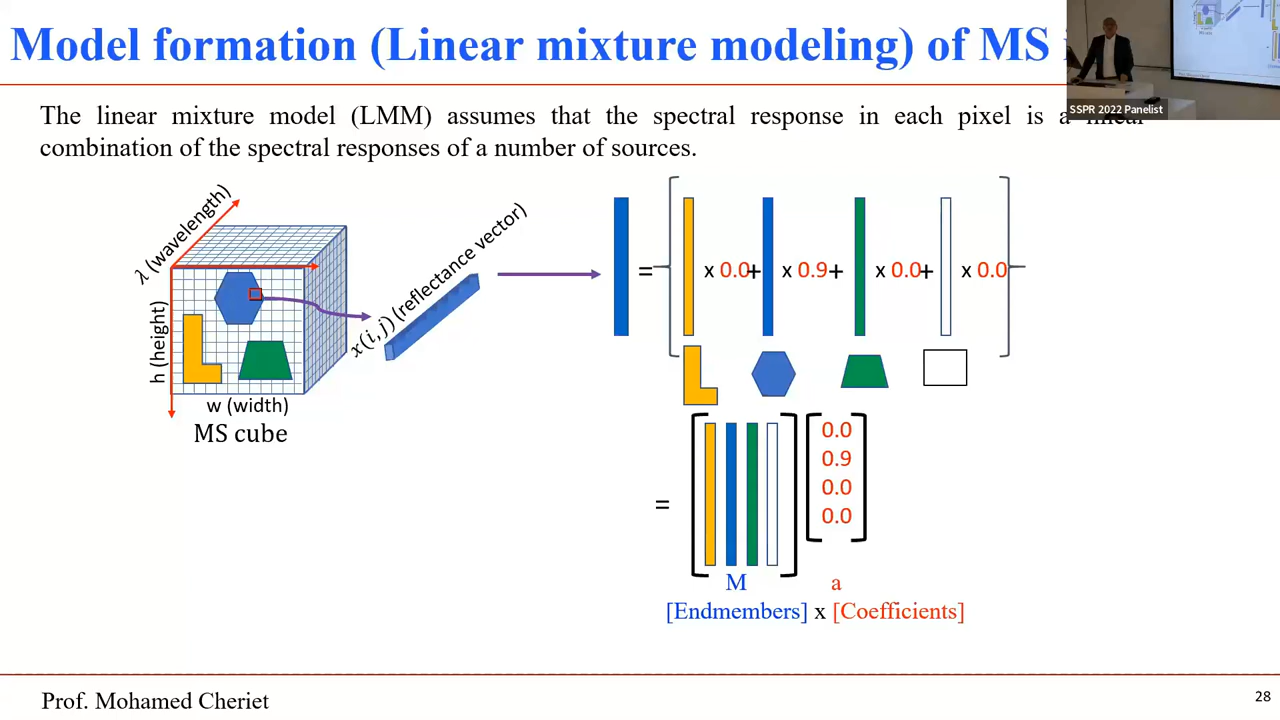 Model formation (Linear mixture modeling) of MS
SSPR 2022 Panelist
The linear mixture model (LMM) assumes that the spectral response in each pixel is a linear
combination of the spectral responses of a number of sources.
λ (wavelength)
h (height)
w (width)
MS cube
x(i, j) (reflectance vector)
= x 0.0+ x 0.9+ x 0.0+ x 0.0
=
0.0
0.9
0.0
0.0
M a
[Endmembers] x [Coefficients]
Prof. Mohamed Cheriet
28